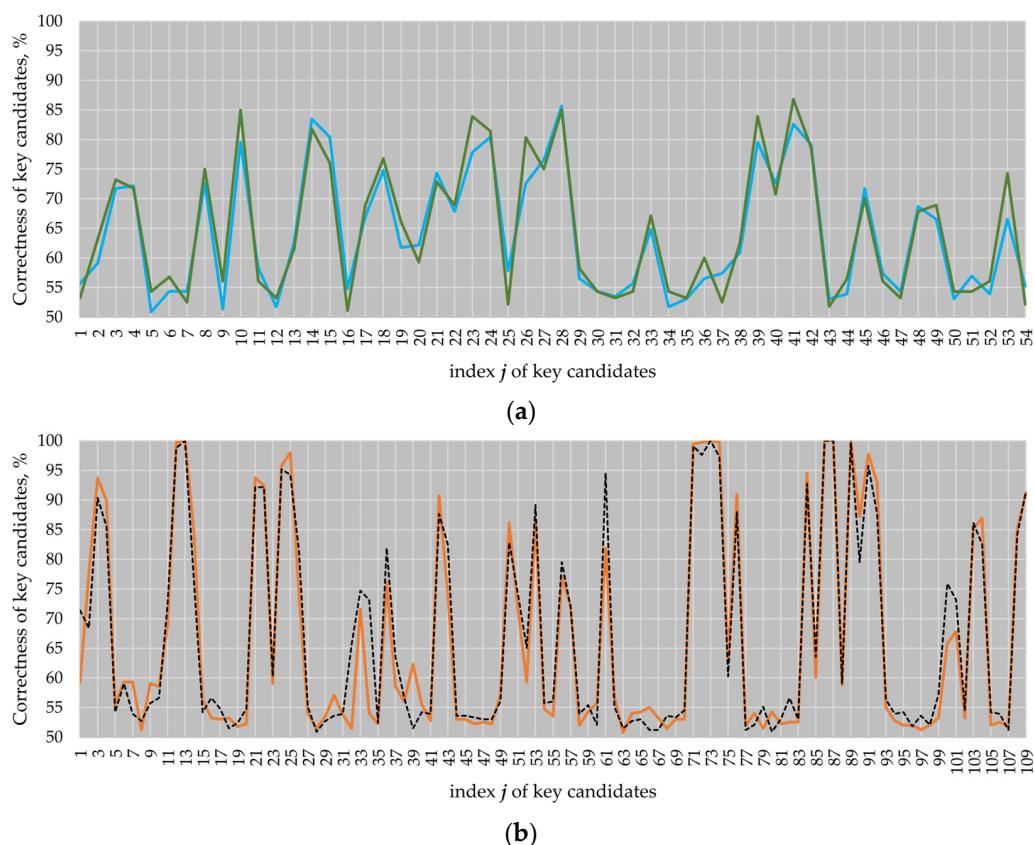 100
95
90
85
80
75
70
65
60
55
50
Correctness of key candidates, %
1 2 3 4 5 6 7 8 9 10 11 12 13 14 15 16 17 18 19 20 21 22 23 24 25 26 27 28 29 30 31 32 33 34 35 36 37 38 39 40 41 42 43 44 45 46 47 48 49 50 51 52 53 54
index j of key candidates
(a)
100
95
90
85
80
75
70
65
60
55
50
Correctness of key candidates, %
1 3 5 7 9 11 13 15 17 19 21 23 25 27 29 31 33 35 37 39 41 43 45 47 49 51 53 55 57 59 61 63 65 67 69 71 73 75 77 79 81 83 85 87 89 91 93 95 97 99 101 103 105 107 109
index j of key candidates
(b)